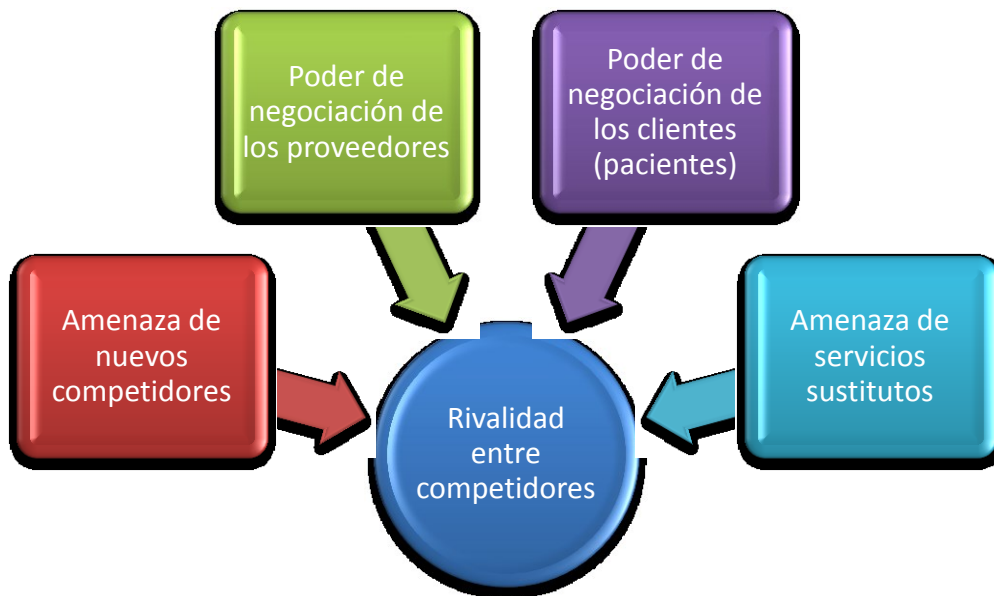 Poder de
negociación de
los proveedores
Poder de
negociación de
los clientes
(pacientes)
Amenaza de
nuevos
competidores
Rivalidad
entre
competidores
Amenaza de
servicios
sustitutos